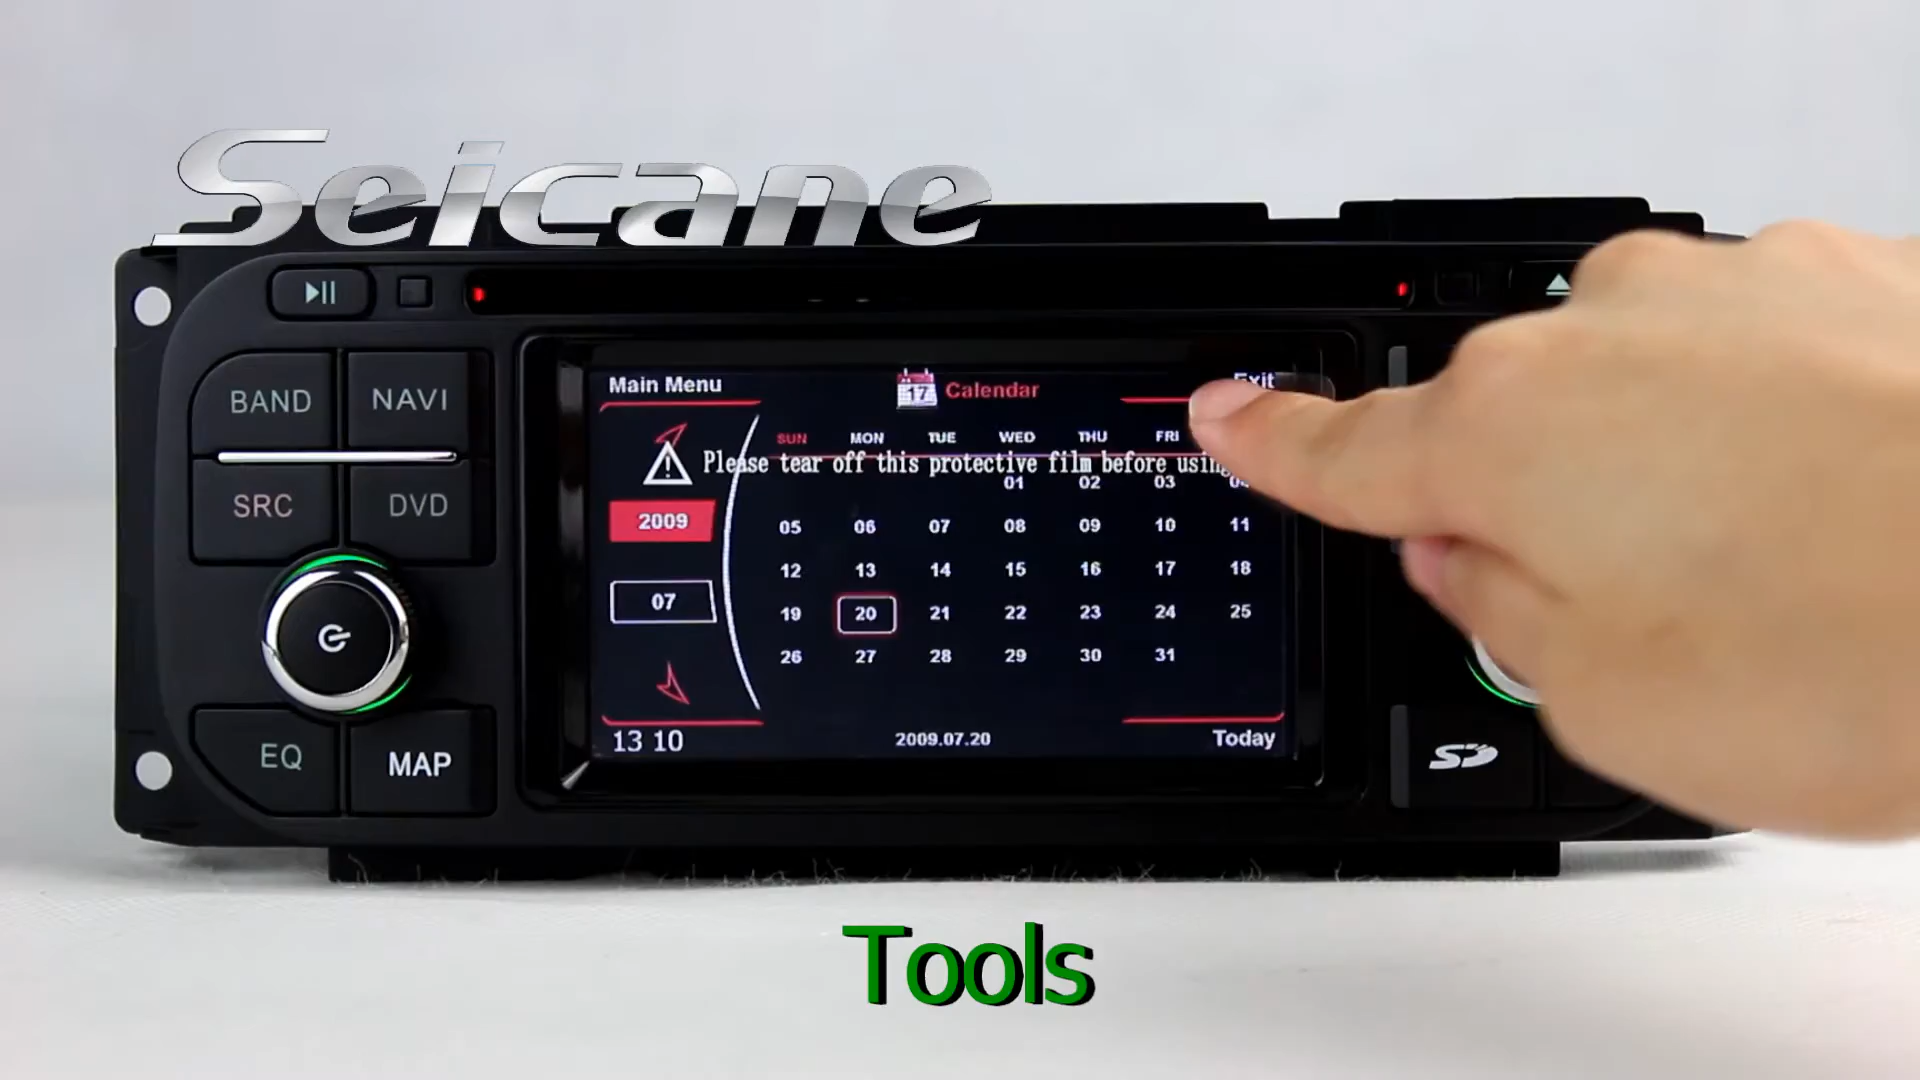 Seicane
BAND
NAVI
SRC
DVD
EQ
MAP
Main Menu
17
Calendar
Exit
SUN MON TUE WED THU FRI
Please tear off this protective film before using
01 02 03 04
2009
05 06 07 08 09 10 11
12 13 14 15 16 17 18
07
19 20 21 22 23 24 25
26 27 28 29 30 31
13 10
2009.07.20
Today
SD
Tools